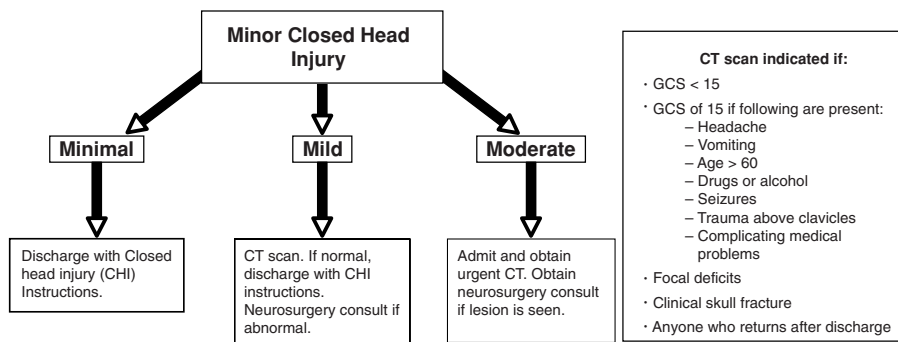 Minor Closed Head
Injury
Minimal
Mild
Moderate
Discharge with Closed
head injury (CHI)
Instructions.
CT scan. If normal,
discharge with CHI
instructions.
Neurosurgery consult if
abnormal.
Admit and obtain
urgent CT. Obtain
neurosurgery consult
if lesion is seen.
CT scan indicated if:
· GCS < 15
· GCS of 15 if following are present:
– Headache
– Vomiting
– Age > 60
– Drugs or alcohol
– Seizures
– Trauma above clavicles
– Complicating medical
problems
· Focal deficits
· Clinical skull fracture
· Anyone who returns after discharge